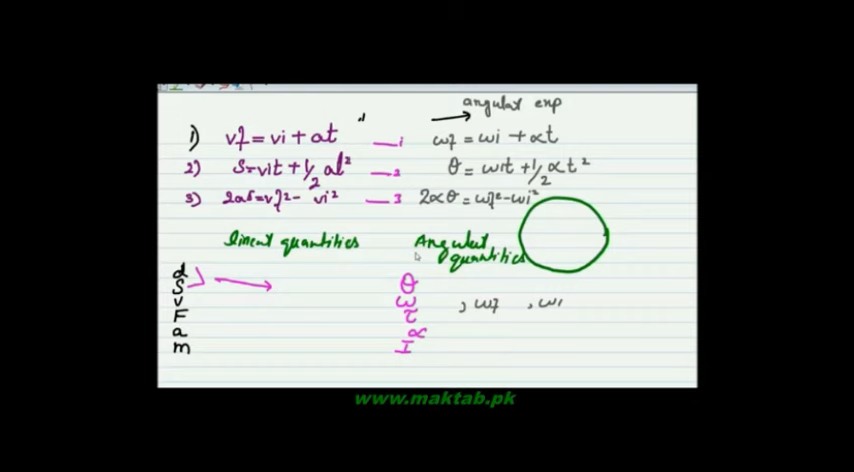 angular exp
1) vf = vi + at — 1 ωf = ωi + αt
2) S = vit + 1/2 at² — 2 θ = ωit + 1/2 αt²
3) 2as = vf² - vi² — 3 2αθ = ωf² - ωi²
linear quantities Angular quantities
d
S θ
v ω , ωf , ωi
F τ
a α
m I
www.maktab.pk